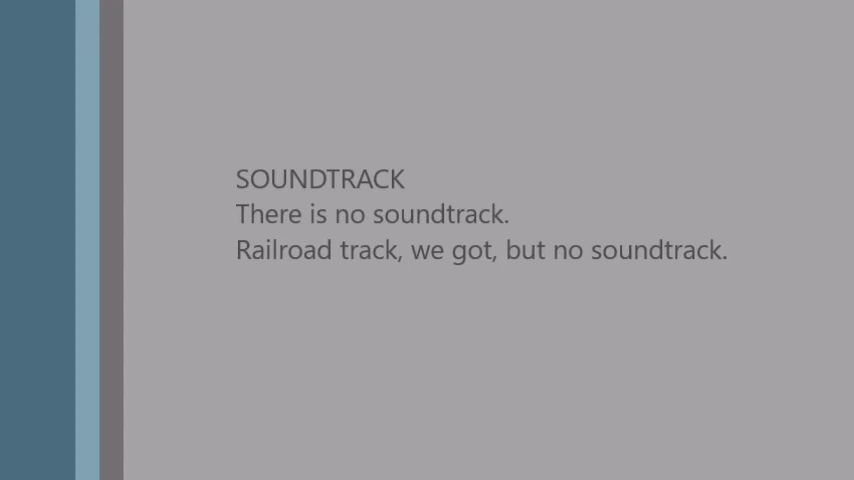 SOUNDTRACK
There is no soundtrack.
Railroad track, we got, but no soundtrack.